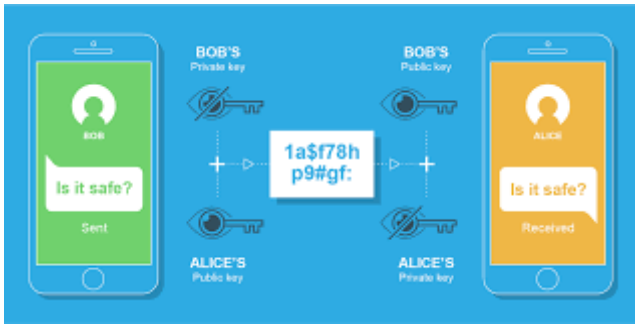 BOB'S
Private key
BOB'S
Public key
BOB
ALICE
1a$f78h
p9#gf:
Is it safe?
Is it safe?
Sent
Received
ALICE'S
Public key
ALICE'S
Private key